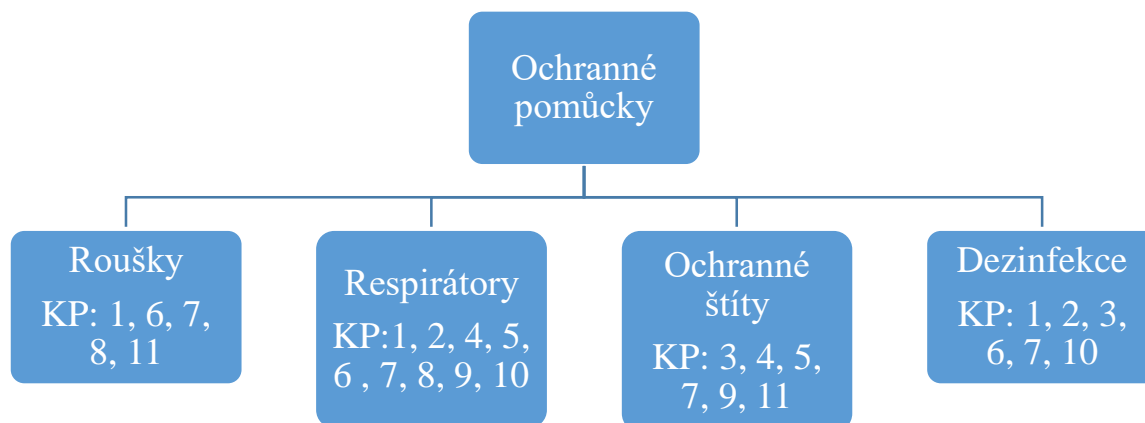 Ochranné
pomůcky
Roušky
KP: 1, 6, 7,
8, 11
Respirátory
KP:1, 2, 4, 5,
6 , 7, 8, 9, 10
Ochranné
štíty
KP: 3, 4, 5,
7, 9, 11
Dezinfekce
KP: 1, 2, 3,
6, 7, 10